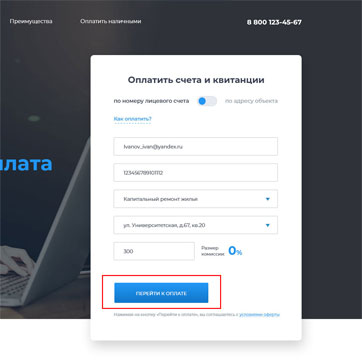 Преимущества Оплатить наличными 8 800 123-45-67
Оплатить счета и квитанции
по номеру лицевого счета по адресу объекта
Как оплатить?
лата
Ivanov_ivan@yandex.ru
123456789101112
Капитальный ремонт жилья
ул. Университетская, д.67, кв.20
300 Размер комиссии 0%
ПЕРЕЙТИ К ОПЛАТЕ
Нажимая на кнопку «Перейти к оплате», вы соглашаетесь с условиями оферты